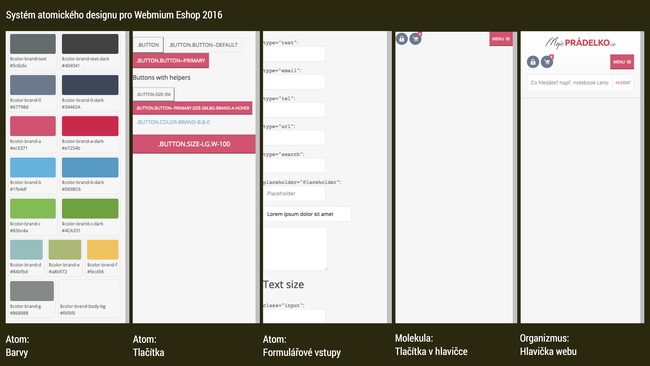 Systém atomického designu pro Webmium Eshop 2016
$color-brand-text
#5c6c6c
$color-brand-text-dark
#404041
$color-brand-0
#67798d
$color-brand-0-dark
#34465A
$color-brand-a
#ec5371
$color-brand-a-dark
#e7254b
$color-brand-b
#1fb4df
$color-brand-b-dark
#069BC6
$color-brand-c
#65bc4a
$color-brand-c-dark
#4CA331
$color-brand-d
#84bfbd
$color-brand-e
#a8b972
$color-brand-f
#fec456
$color-brand-g
#868988
$color-brand-body-bg
#f6f6f6
.BUTTON
.BUTTON--DEFAULT
.BUTTON--PRIMARY
Buttons with helpers
.BUTTON.SIZE-SM
.BUTTON.BUTTON--PRIMARY.SIZE-SM.BG-BRAND-A-HOVER
.BUTTON.COLOR-BRAND-B.B-0
.BUTTON.SIZE-LG.W-100
type="text":
type="email":
type="tel":
type="url":
type="search":
placeholder="Placeholder":
Placeholder
Lorem ipsum dolor sit amet
Text size
class="input":
MENU
Moje PRÁDELKO.cz
MENU
Co hledáte? např. notebook Leno
HLEDAT
Atom:
Barvy
Atom:
Tlačítka
Atom:
Formulářové vstupy
Molekula:
Tlačítka v hlavičce
Organizmus:
Hlavička webu